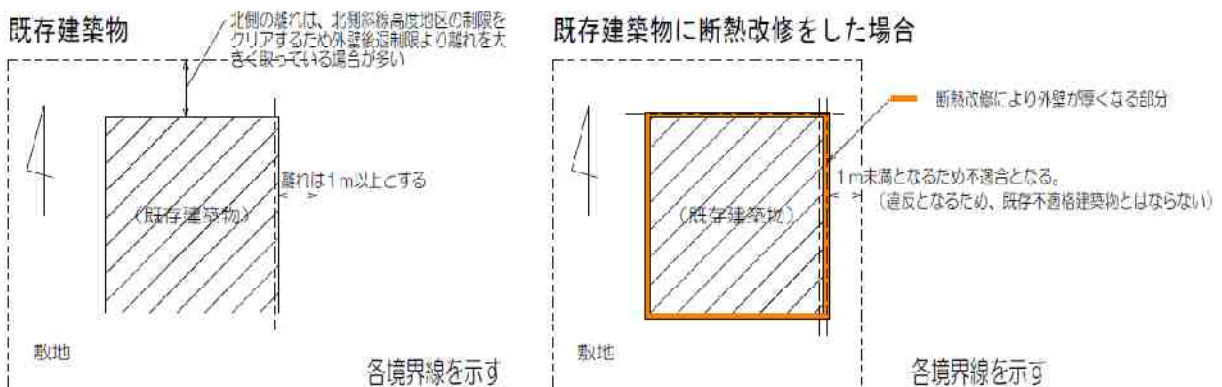 既存建築物
北側の離れは、北側斜線高度地区の制限を
クリアするため外壁後退制限より離れを大
きく取っている場合が多い
離れは1m以上とする
(既存建築物)
敷地
各境界線を示す
既存建築物に断熱改修をした場合
断熱改修により外壁が厚くなる部分
1m未満となるため不適合となる。
(違反となるため、既存不適格建築物とはならない)
(既存建築物)
敷地
各境界線を示す